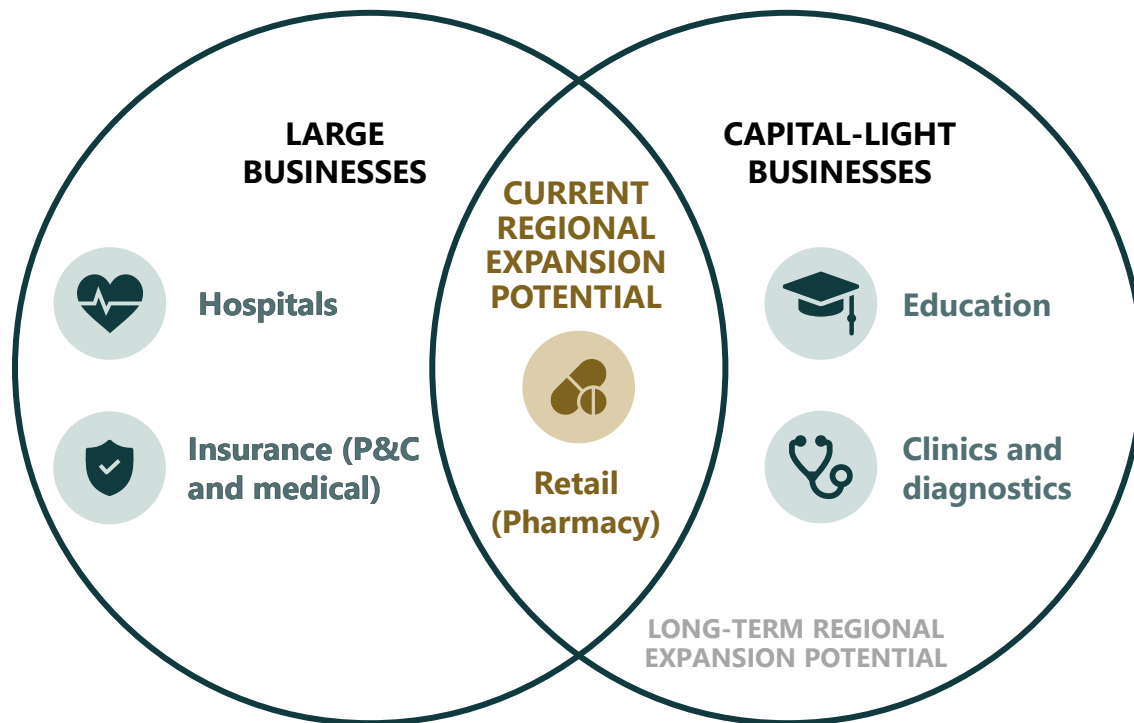 LARGE
BUSINESSES
Hospitals
Insurance (P&C
and medical)
CURRENT
REGIONAL
EXPANSION
POTENTIAL
Retail
(Pharmacy)
CAPITAL-LIGHT
BUSINESSES
Education
Clinics and
diagnostics
LONG-TERM REGIONAL
EXPANSION POTENTIAL